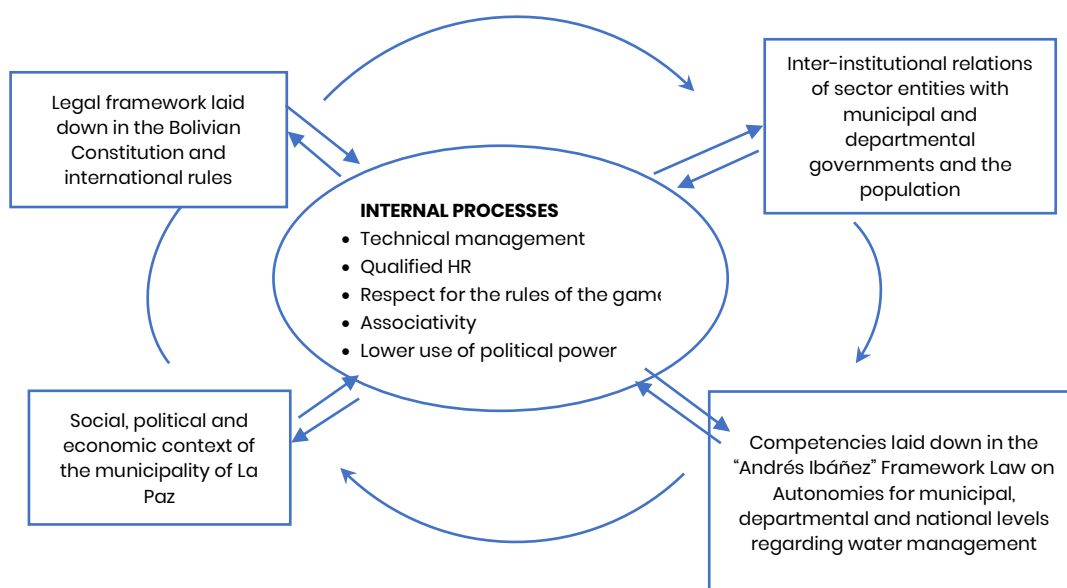 Legal framework laid
down in the Bolivian
Constitution and
international rules
Inter-institutional relations
of sector entities with
municipal and
departmental
governments and the
population
INTERNAL PROCESSES
• Technical management
• Qualified HR
• Respect for the rules of the game
• Associativity
• Lower use of political power
Social, political and
economic context of
the municipality of La
Paz
Competencies laid down in the
“Andrés Ibáñez” Framework Law on
Autonomies for municipal,
departmental and national levels
regarding water management